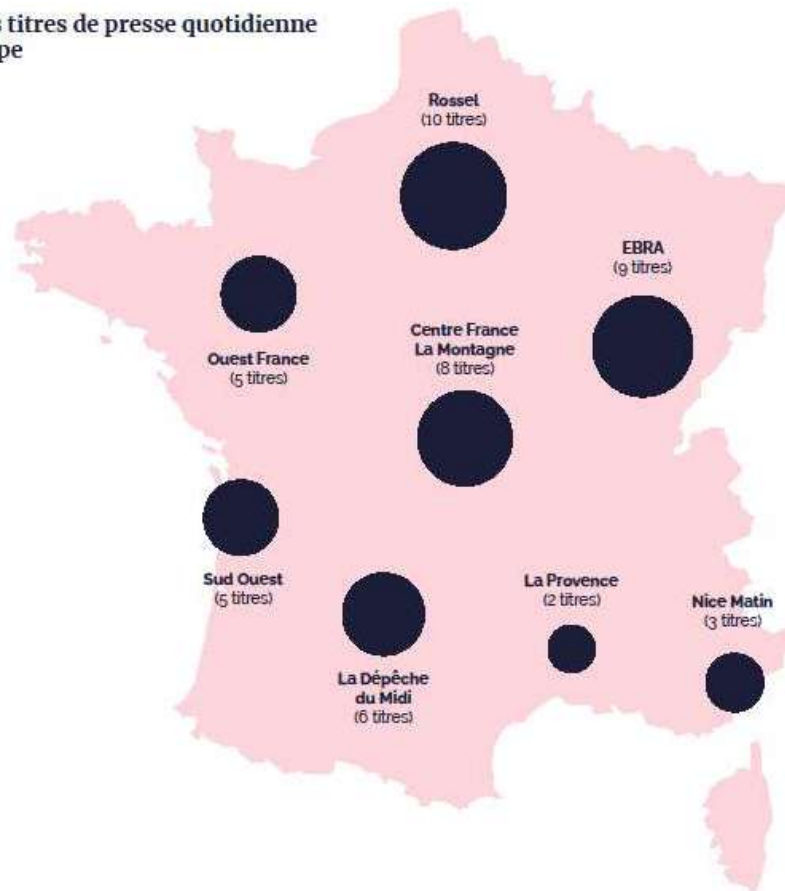 titres de presse quotidienne
Rossel
(10 titres)
EBRA
(9 titres)
Centre France
La Montagne
(8 titres)
Ouest France
(5 titres)
Sud Ouest
(5 titres)
La Provence
(2 titres)
Nice Matin
(3 titres)
La Dépêche
du Midi
(6 titres)